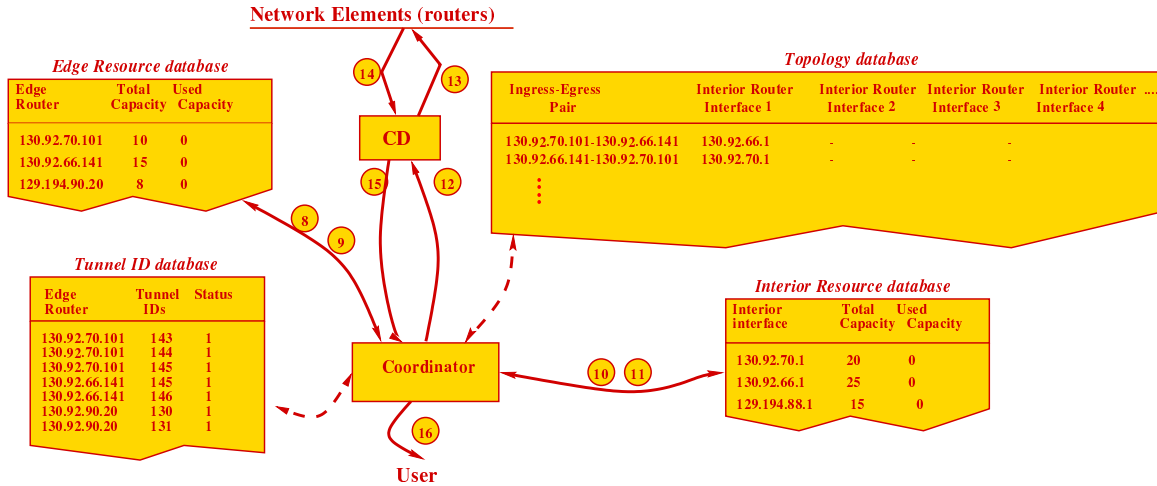 Network Elements (routers)
Edge Resource database
Edge Router Total Capacity Used Capacity
130.92.70.101 10 0
130.92.66.141 15 0
129.194.90.20 8 0
14
13
CD
15
12
Topology database
Ingress-Egress Pair Interior Router Interface 1 Interior Router Interface 2 Interior Router Interface 3 Interior Router Interface 4 ....
130.92.70.101-130.92.66.141 130.92.66.1 - - -
130.92.66.141-130.92.70.101 130.92.70.1 - - -
8
9
Tunnel ID database
Edge Router Tunnel IDs Status
130.92.70.101 143 1
130.92.70.101 144 1
130.92.70.101 145 1
130.92.66.141 145 1
130.92.66.141 146 1
130.92.90.20 130 1
130.92.90.20 131 1
Coordinator
10
11
Interior Resource database
Interior interface Total Capacity Used Capacity
130.92.70.1 20 0
130.92.66.1 25 0
129.194.88.1 15 0
16
User